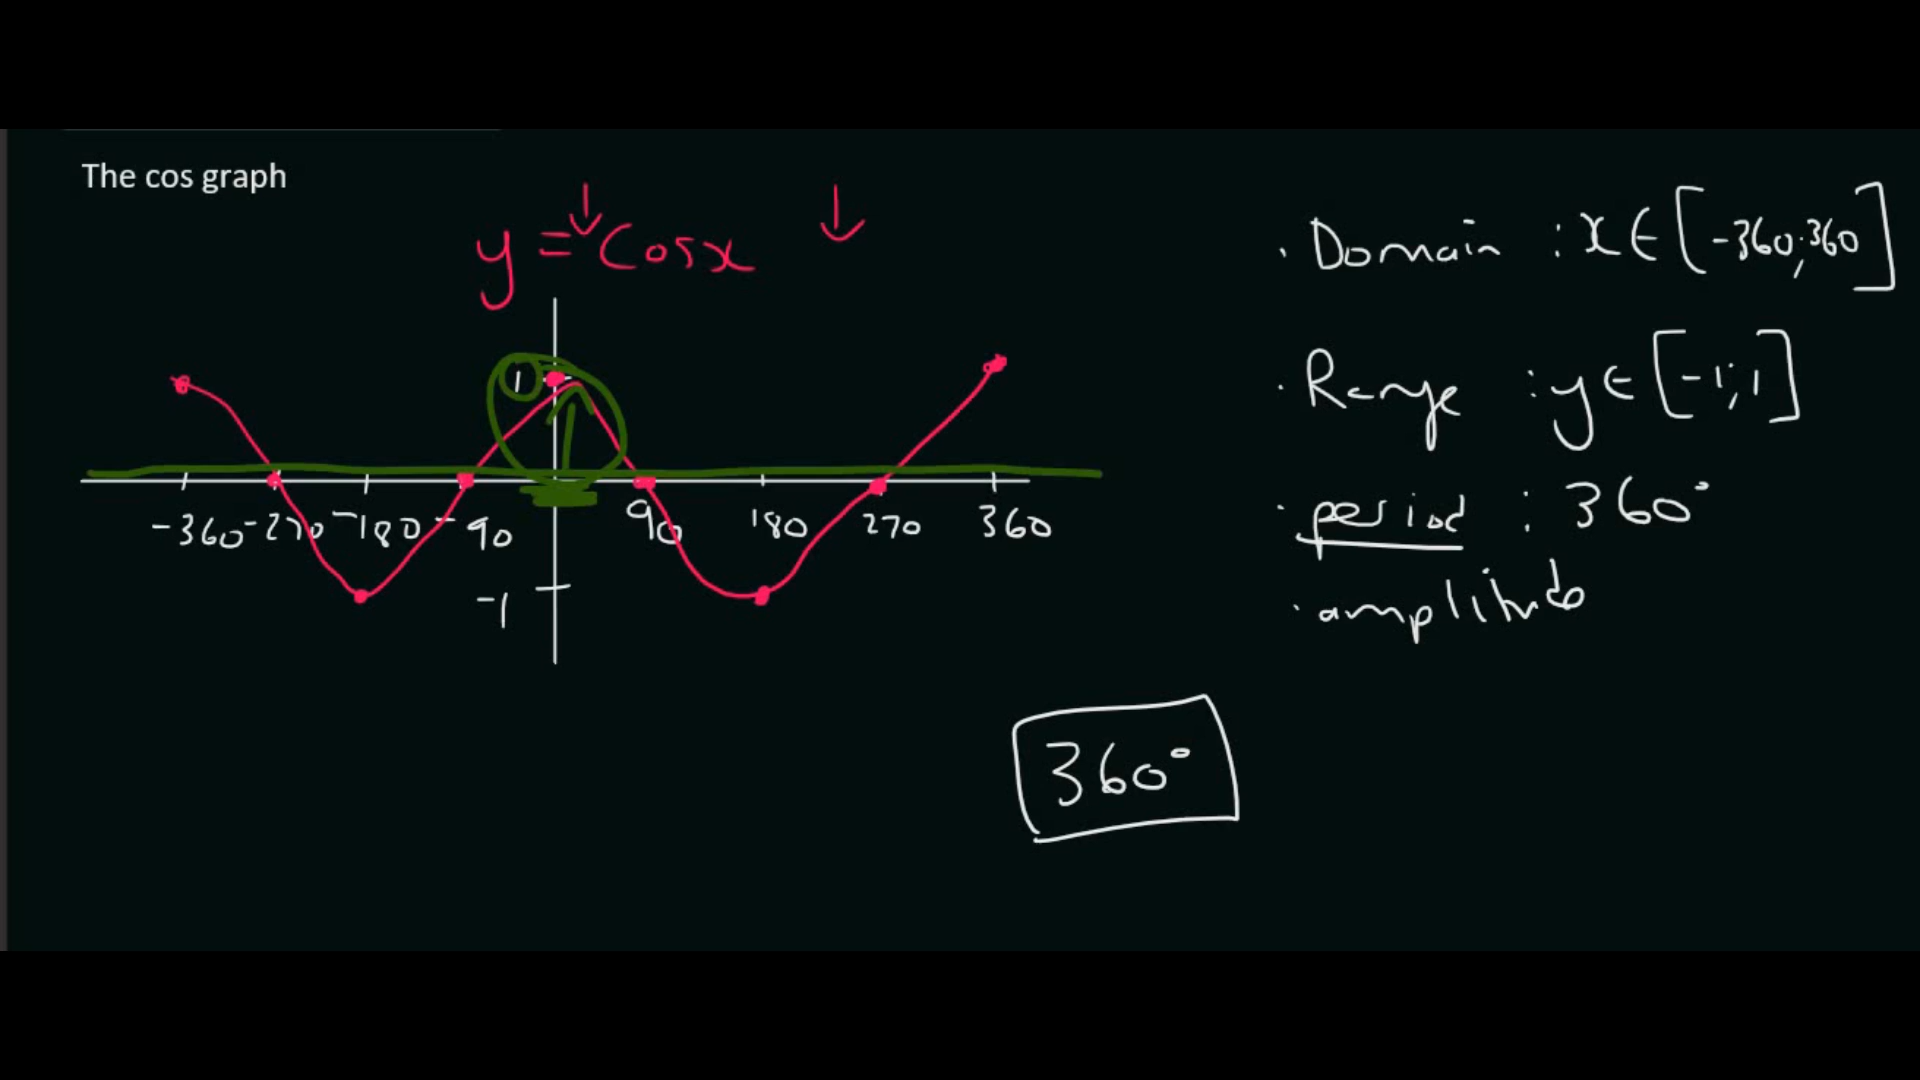 The cos graph
y = cosx
1
-360 -270 -180 -90 90 180 270 360
-1
· Domain : x ∈ [-360;360]
· Range : y ∈ [-1;1]
· period : 360°
· amplitude
360°